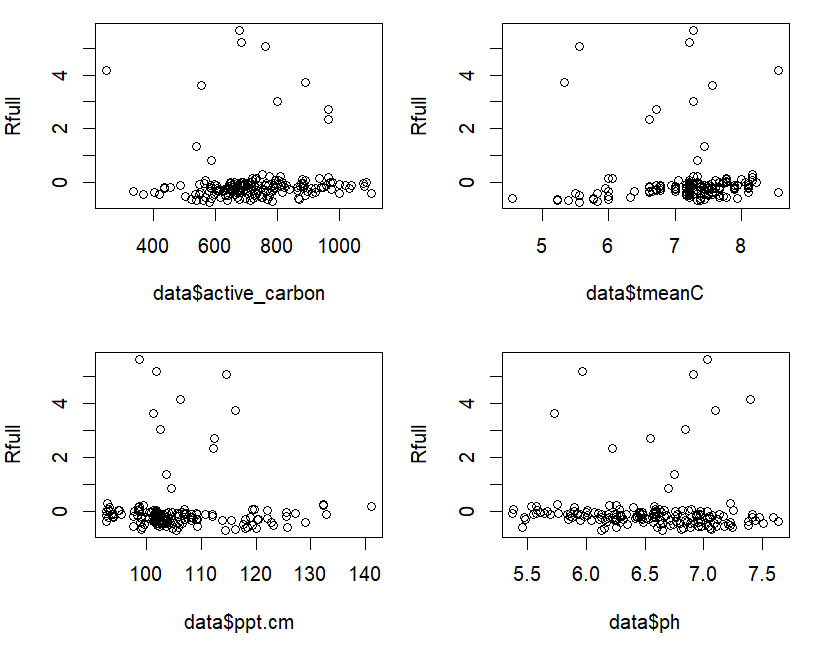 Rfull
4
2
0
400 600 800 1000
data$active_carbon
Rfull
4
2
0
5 6 7 8
data$tmeanC
Rfull
4
2
0
100 110 120 130 140
data$ppt.cm
Rfull
4
2
0
5.5 6.0 6.5 7.0 7.5
data$ph